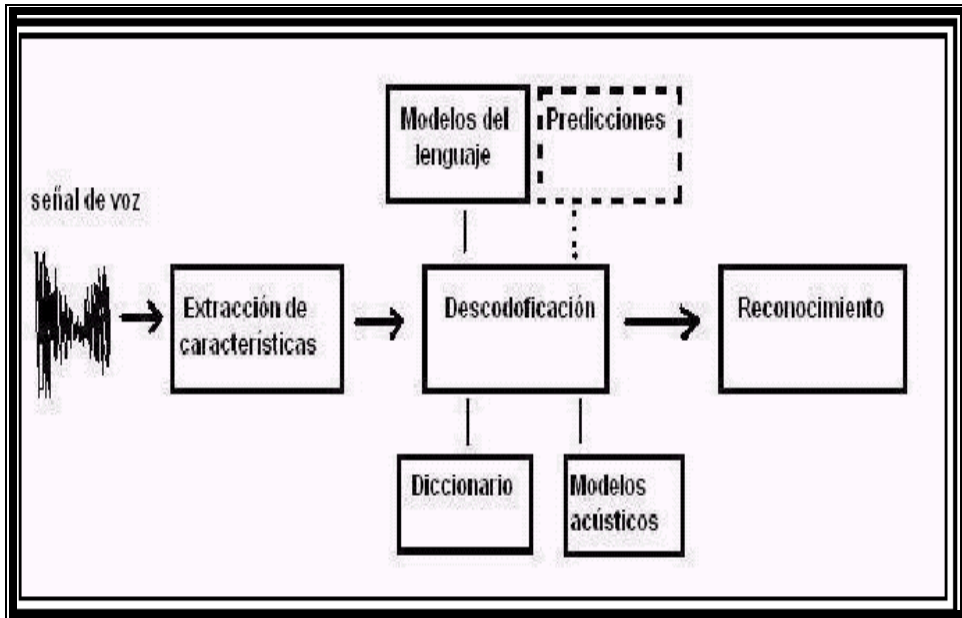 Modelos del
lenguaje
Predicciones
señal de voz
Extracción de
características
Descodoficación
Reconocimiento
Diccionario
Modelos
acústicos